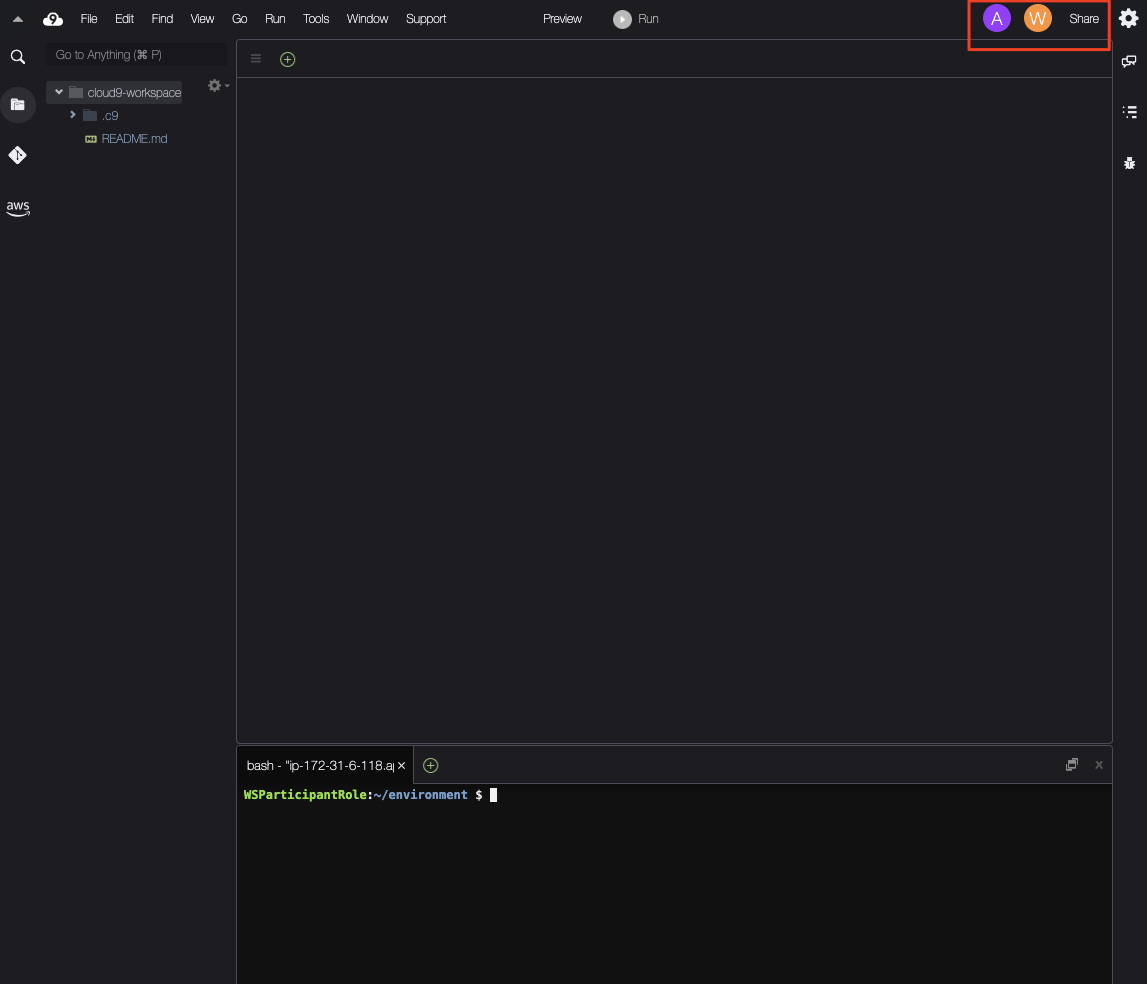 9 File Edit Find View Go Run Tools Window Support Preview Run A W Share
Go to Anything (⌘ P)
cloud9-workspace
.c9
README.md
aws
bash - "ip-172-31-6-118.a
WSParticipantRole:~/environment $